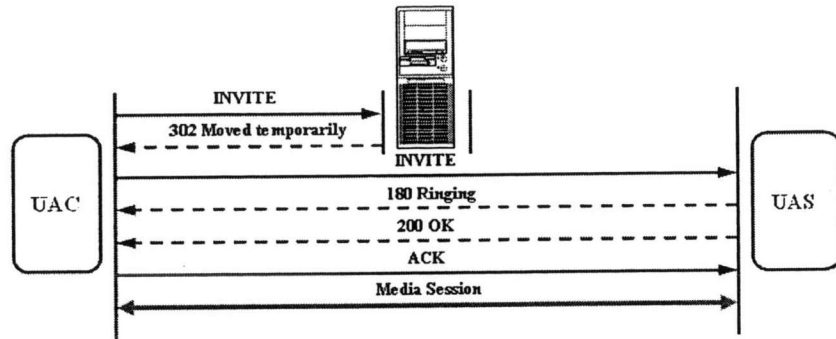 INVITE
302 Moved temporarily
INVITE
180 Ringing
UAC
UAS
200 OK
ACK
Media Session